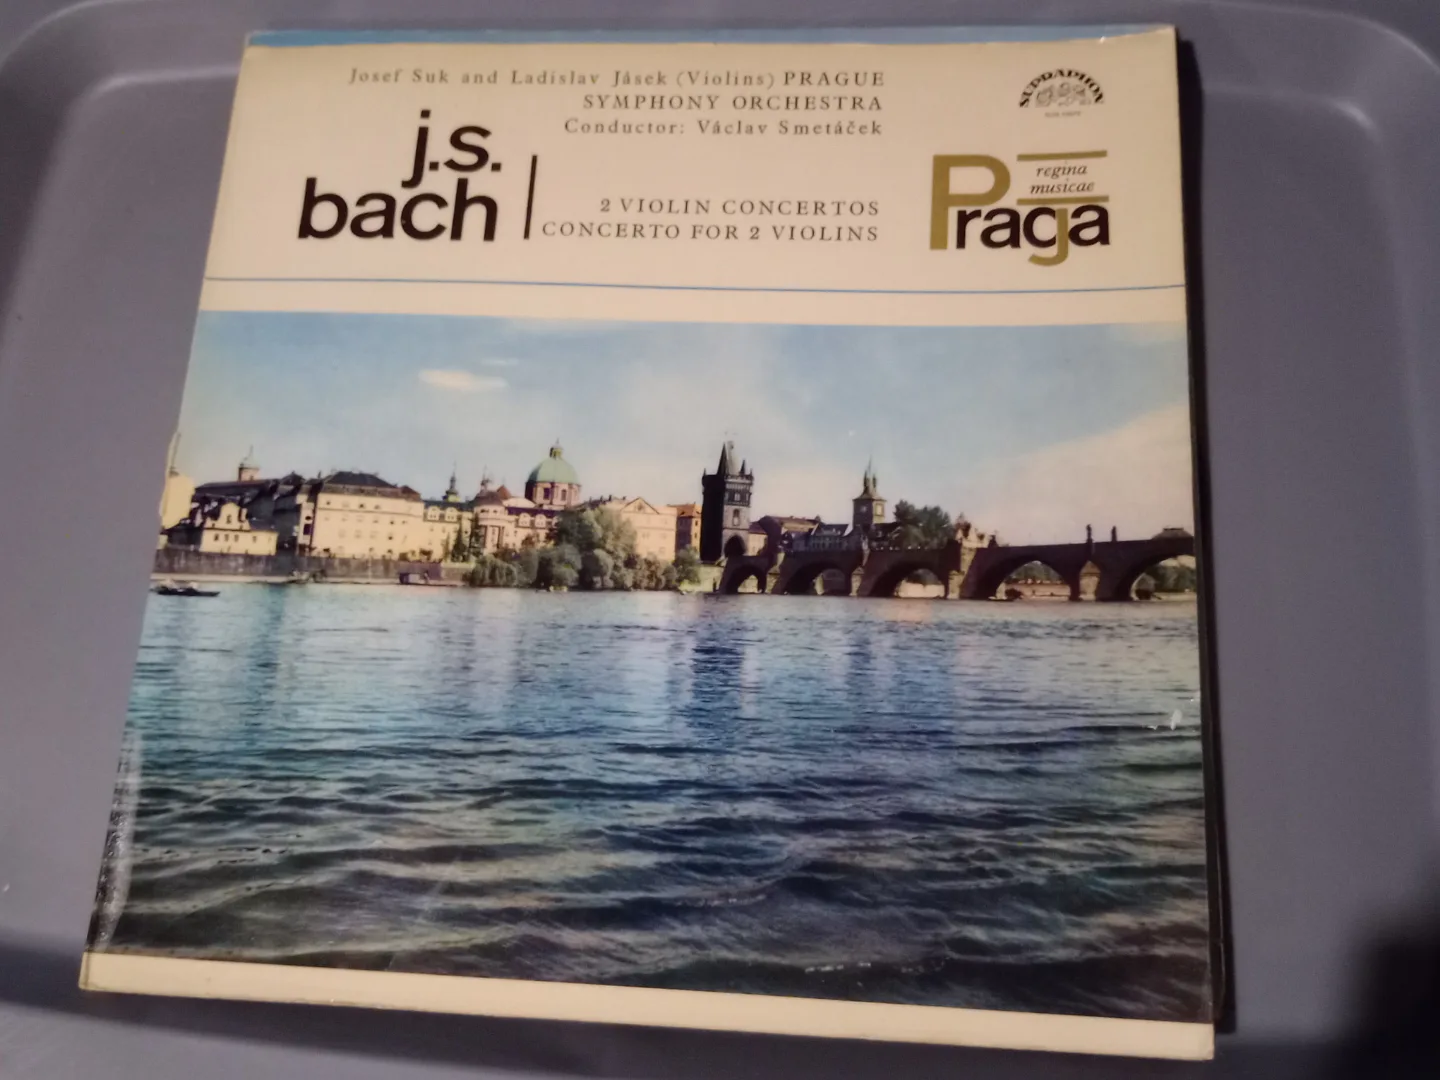 Josef Suk and Ladislav Jásek (Violins) PRAGUE
SYMPHONY ORCHESTRA
Conductor: Václav Smetáček
SUPRAPHON
j.s.
bach
2 VIOLIN CONCERTOS
CONCERTO FOR 2 VIOLINS
regina
musicae
Praga